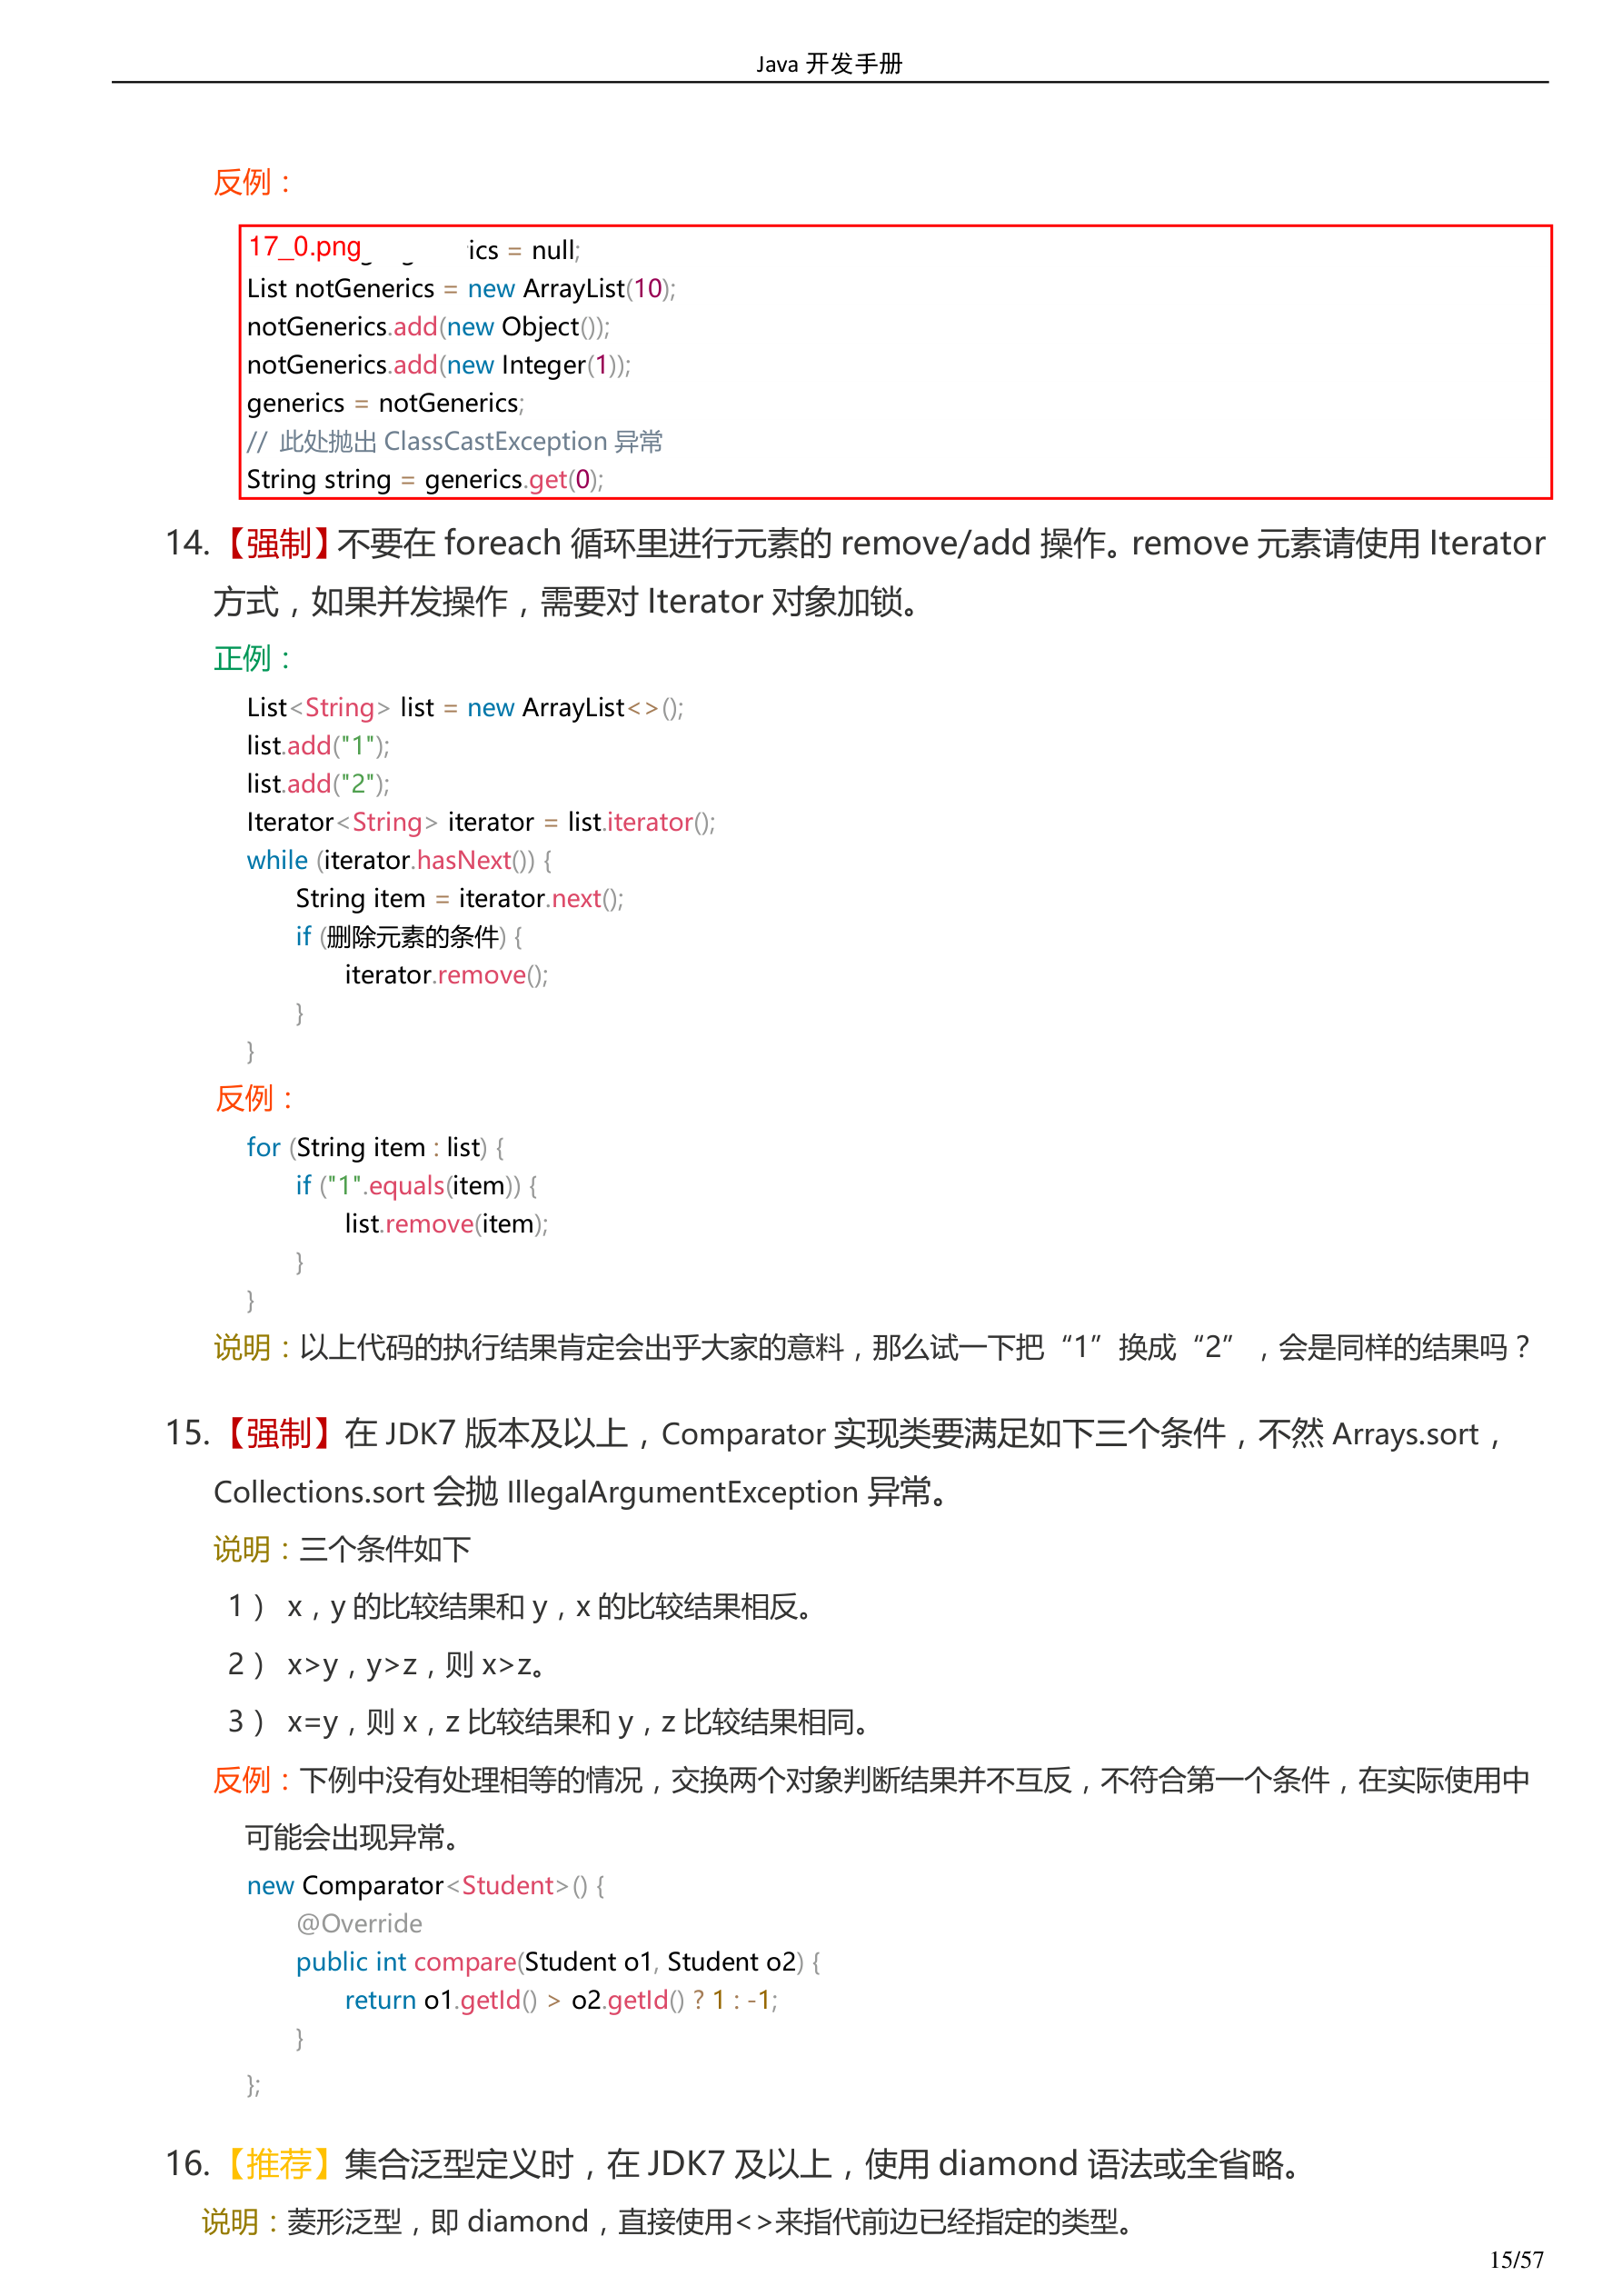 Java 开发手册
反例：
17_0.png ics = null;
List notGenerics = new ArrayList(10);
notGenerics.add(new Object());
notGenerics.add(new Integer(1));
generics = notGenerics;
// 此处抛出 ClassCastException 异常
String string = generics.get(0);
14.【强制】不要在 foreach 循环里进行元素的 remove/add 操作。remove 元素请使用 Iterator
方式，如果并发操作，需要对 Iterator 对象加锁。
正例：
List<String> list = new ArrayList<>();
list.add("1");
list.add("2");
Iterator<String> iterator = list.iterator();
while (iterator.hasNext()) {
String item = iterator.next();
if (删除元素的条件) {
iterator.remove();
}
}
反例：
for (String item : list) {
if ("1".equals(item)) {
list.remove(item);
}
}
说明：以上代码的执行结果肯定会出乎大家的意料，那么试一下把“1”换成“2”，会是同样的结果吗？
15.【强制】在 JDK7 版本及以上，Comparator 实现类要满足如下三个条件，不然 Arrays.sort，
Collections.sort 会抛 IllegalArgumentException 异常。
说明：三个条件如下
1） x，y 的比较结果和 y，x 的比较结果相反。
2） x>y，y>z，则 x>z。
3） x=y，则 x，z 比较结果和 y，z 比较结果相同。
反例：下例中没有处理相等的情况，交换两个对象判断结果并不互反，不符合第一个条件，在实际使用中
可能会出现异常。
new Comparator<Student>() {
@Override
public int compare(Student o1, Student o2) {
return o1.getId() > o2.getId() ? 1 : -1;
}
};
16.【推荐】集合泛型定义时，在 JDK7 及以上，使用 diamond 语法或全省略。
说明：菱形泛型，即 diamond，直接使用<>来指代前边已经指定的类型。
15/57